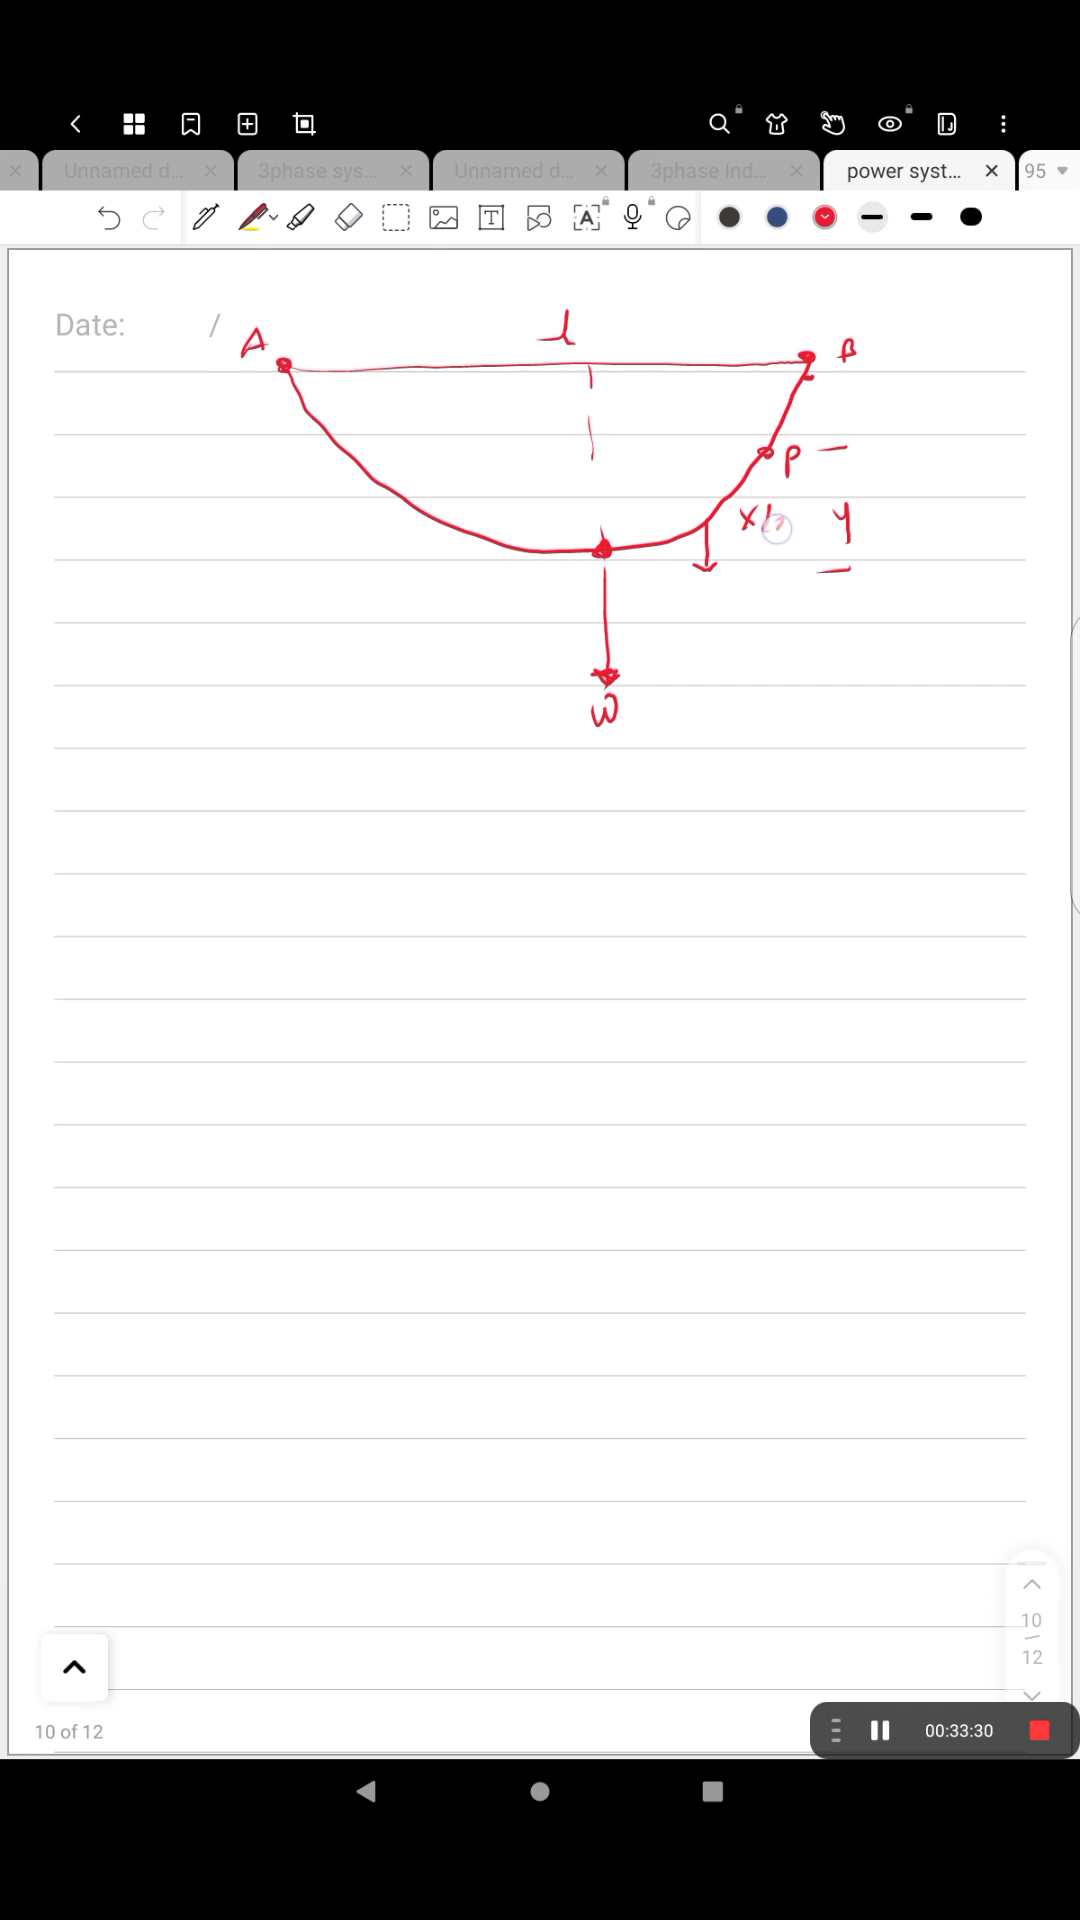 Unnamed d...
3phase sys...
Unnamed d...
3phase Ind...
power syst...
95
T
A
Date: /
A
l
B
P
y
w
10
12
10 of 12
00:33:30